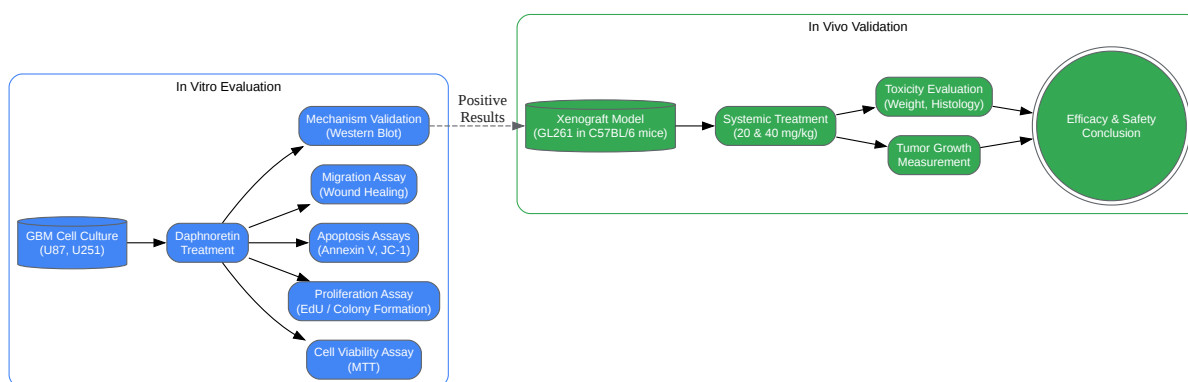 In Vitro Evaluation
GBM Cell Culture
(U87, U251)
Daphnoretin
Treatment
Mechanism Validation
(Western Blot)
Migration Assay
(Wound Healing)
Apoptosis Assays
(Annexin V, JC-1)
Proliferation Assay
(EdU / Colony Formation)
Cell Viability Assay
(MTT)
Positive
Results
In Vivo Validation
Xenograft Model
(GL261 in C57BL/6 mice)
Systemic Treatment
(20 & 40 mg/kg)
Toxicity Evaluation
(Weight, Histology)
Tumor Growth
Measurement
Efficacy & Safety
Conclusion